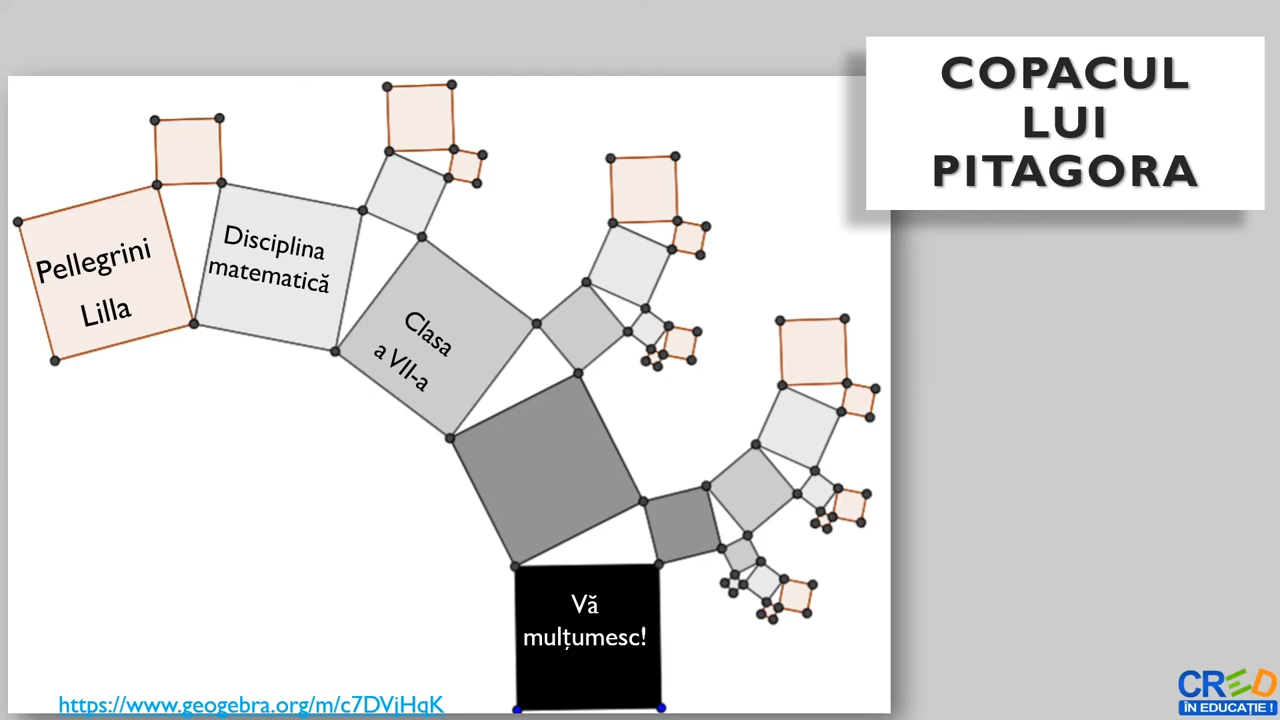 COPACUL
LUI
PITAGORA
Pellegrini
Lilla
Disciplina
matematică
Clasa
a VII-a
Vă
mulțumesc!
https://www.geogebra.org/m/c7DVjHqK
CRED
ÎN EDUCAȚIE !